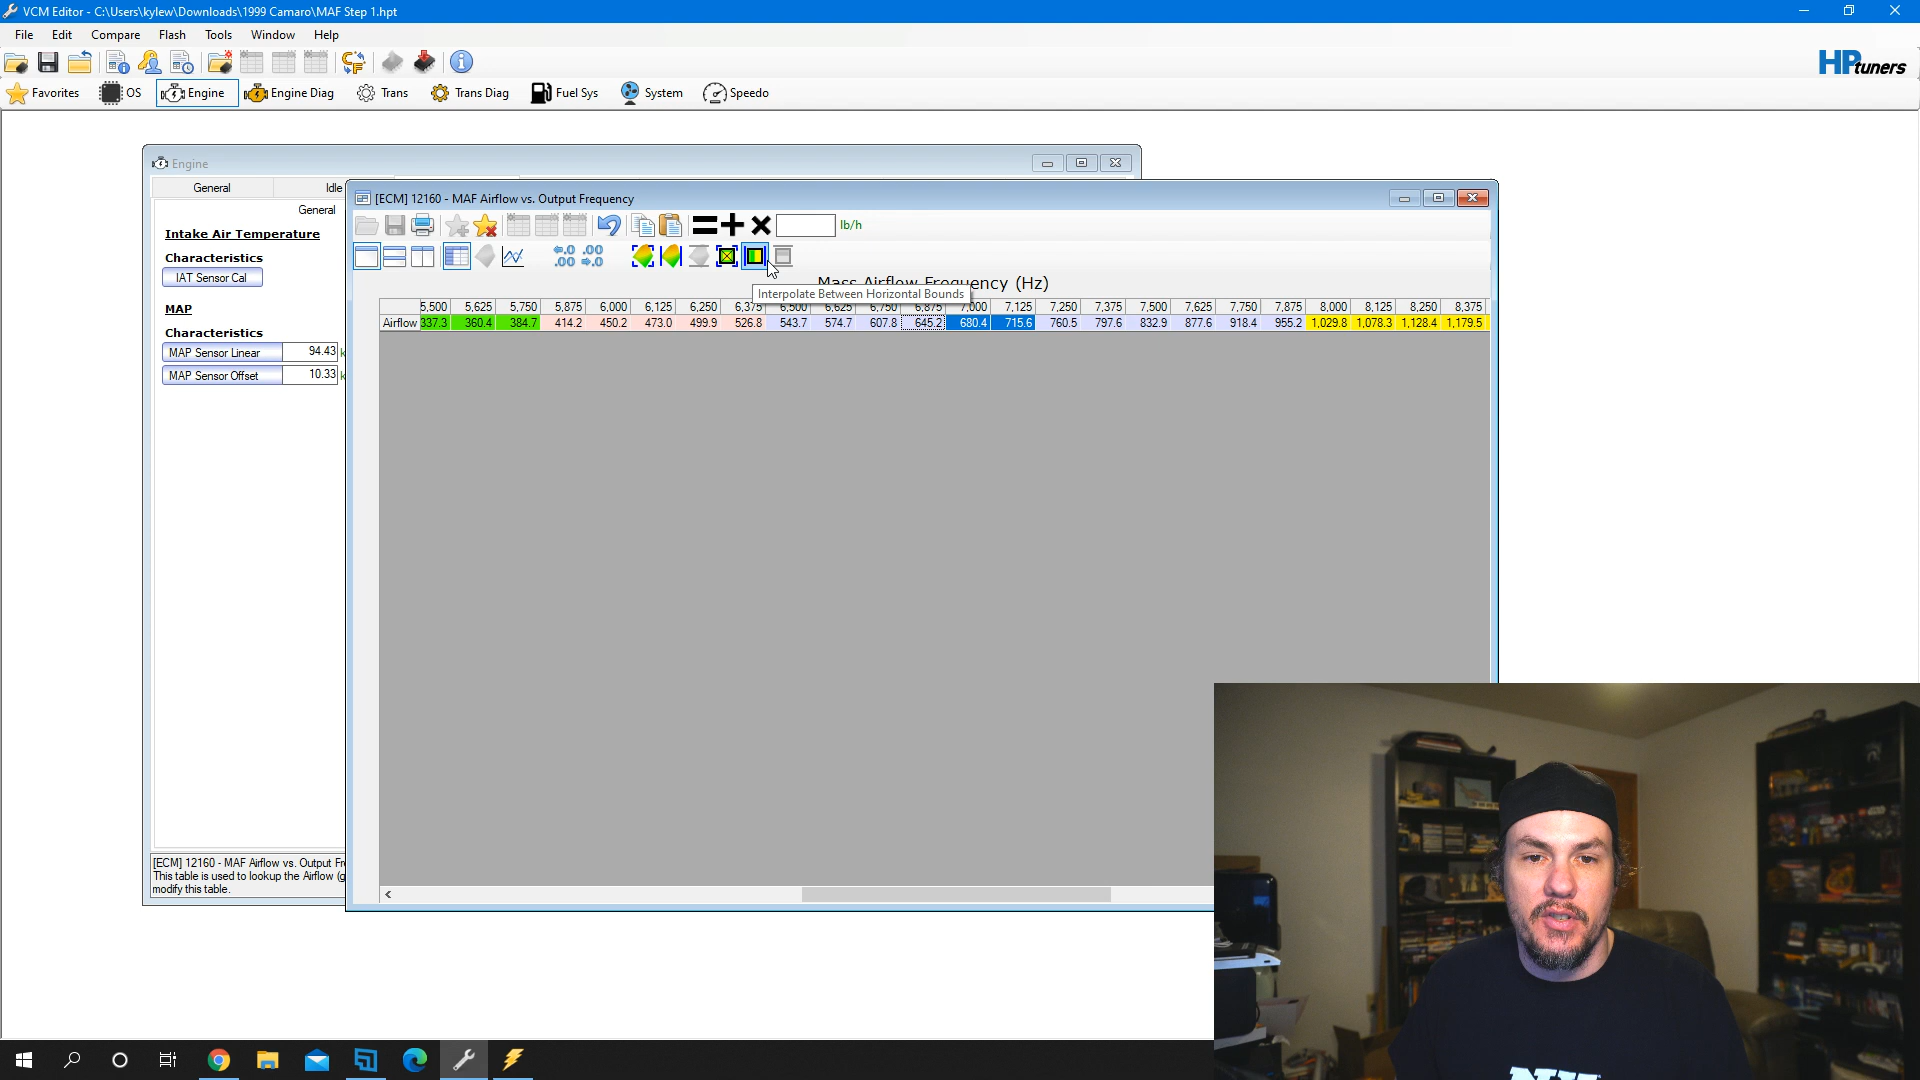 VCM Editor - C:\Users\kylew\Downloads\1999 Camaro\MAF Step 1.hpt
File Edit Compare Flash Tools Window Help
HPtuners
Favorites OS Engine Engine Diag Trans Trans Diag Fuel Sys System Speedo
Engine
General Idle
General
Intake Air Temperature
Characteristics
IAT Sensor Cal
MAP
Characteristics
MAP Sensor Linear 94.43
MAP Sensor Offset 10.33
[ECM] 12160 - MAF Airflow vs. Output Fr
This table is used to lookup the Airflow (g
modify this table.
[ECM] 12160 - MAF Airflow vs. Output Frequency
lb/h
Mass Airflow Frequency (Hz)
Interpolate Between Horizontal Bounds
5,500 5,625 5,750 5,875 6,000 6,125 6,250 6,375 6,500 6,625 6,750 6,875 7,000 7,125 7,250 7,375 7,500 7,625 7,750 7,875 8,000 8,125 8,250 8,375
Airflow 337.3 360.4 384.7 414.2 450.2 473.0 499.9 526.8 543.7 574.7 607.8 645.2 680.4 715.6 760.5 797.6 832.9 877.6 918.4 955.2 1,029.8 1,078.3 1,128.4 1,179.5